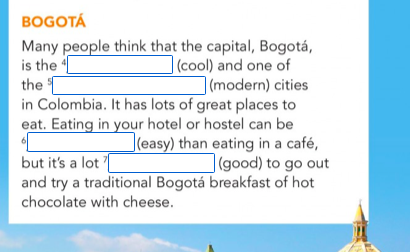 BOGOTÁ
Many people think that the capital, Bogotá,
is the 4 (cool) and one of
the 5 (modern) cities
in Colombia. It has lots of great places to
eat. Eating in your hotel or hostel can be
6 (easy) than eating in a café,
but it's a lot 7 (good) to go out
and try a traditional Bogotá breakfast of hot
chocolate with cheese.